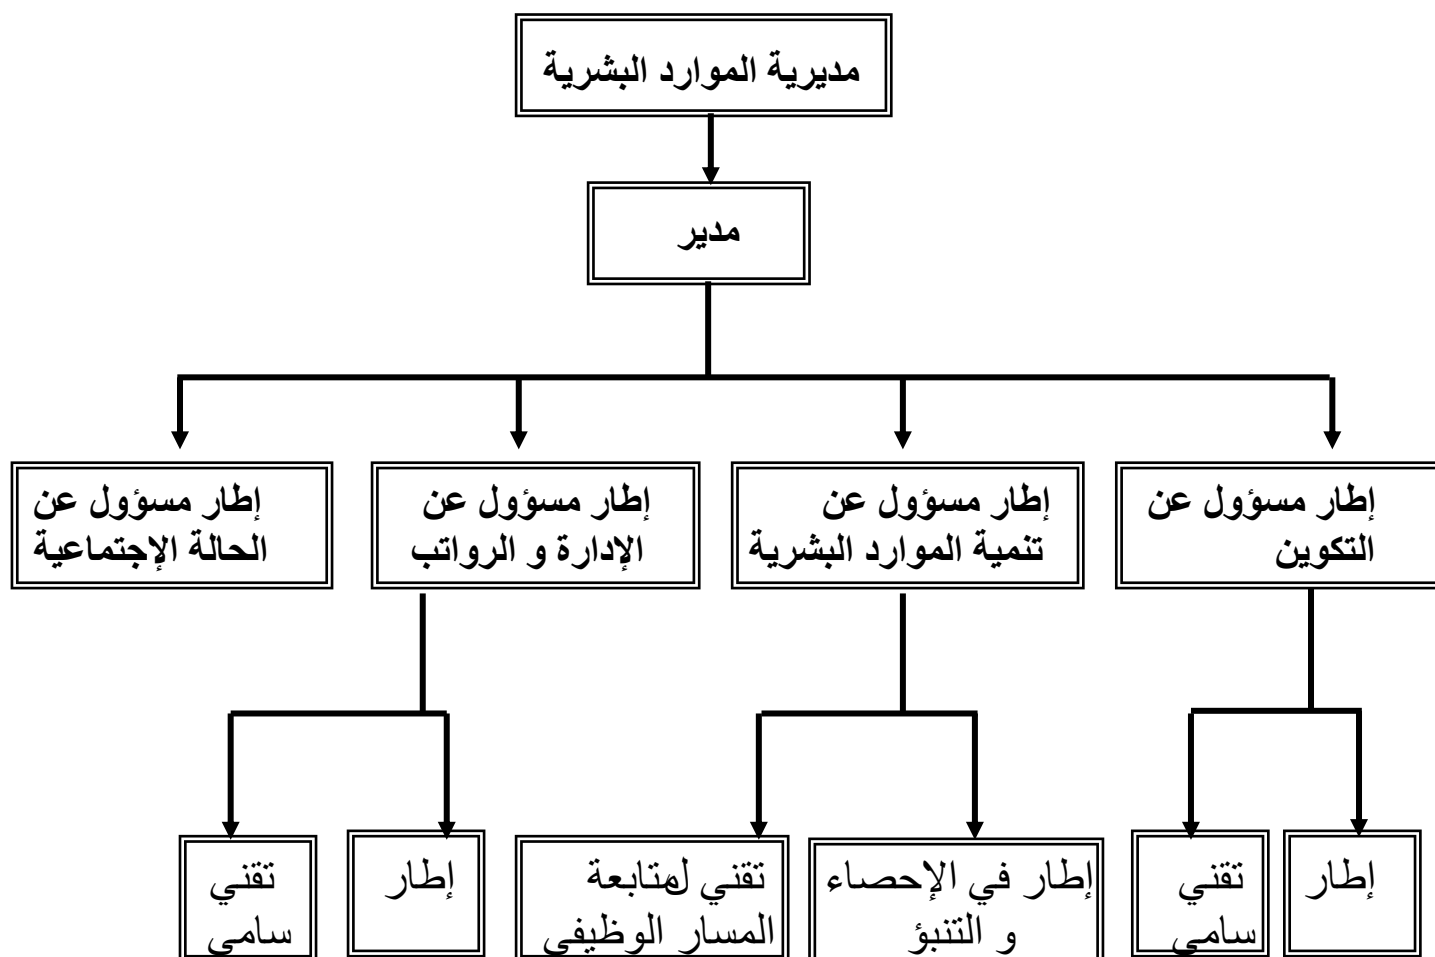 مديرية الموارد البشرية
مدير
إطار مسؤول عن
التكوين
إطار مسؤول عن
تنمية الموارد البشرية
إطار مسؤول عن
الإدارة و الرواتب
إطار مسؤول عن
الحالة الإجتماعية
إطار
تقني
سامي
إطار في الإحصاء
و التنبؤ
تقني لمتابعة
المسار الوظيفي
إطار
تقني
سامي